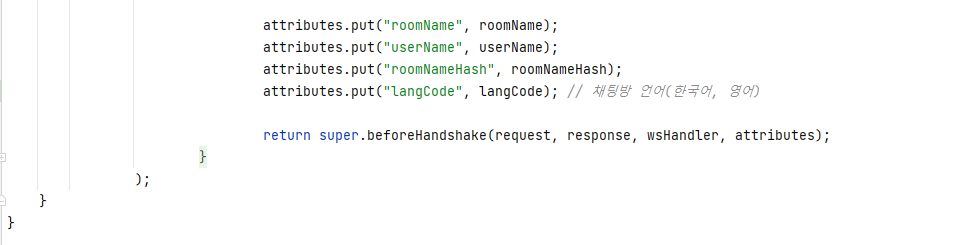 attributes.put("roomName", roomName);
attributes.put("userName", userName);
attributes.put("roomNameHash", roomNameHash);
attributes.put("langCode", langCode); // 채팅방 언어(한국어, 영어)
return super.beforeHandshake(request, response, wsHandler, attributes);
}
);
}
}